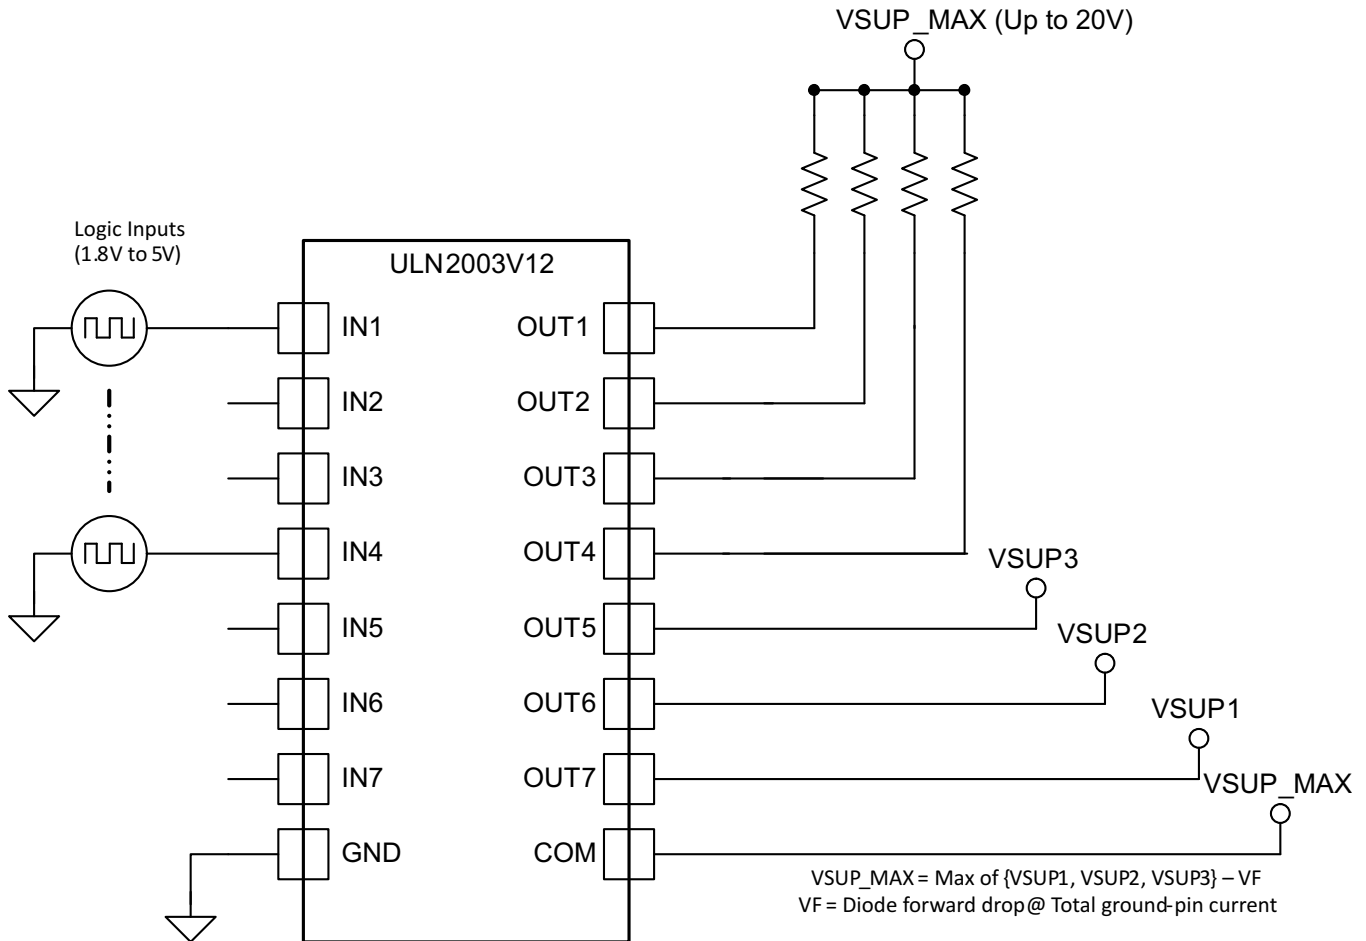 VSUP_MAX (Up to 20V)
Logic Inputs
(1.8V to 5V)
ULN2003V12
IN1
OUT1
IN2
OUT2
IN3
OUT3
IN4
OUT4
VSUP3
IN5
OUT5
VSUP2
IN6
OUT6
VSUP1
IN7
OUT7
VSUP_MAX
GND
COM
VSUP_MAX = Max of {VSUP1, VSUP2, VSUP3} – VF
VF = Diode forward drop @ Total ground-pin current